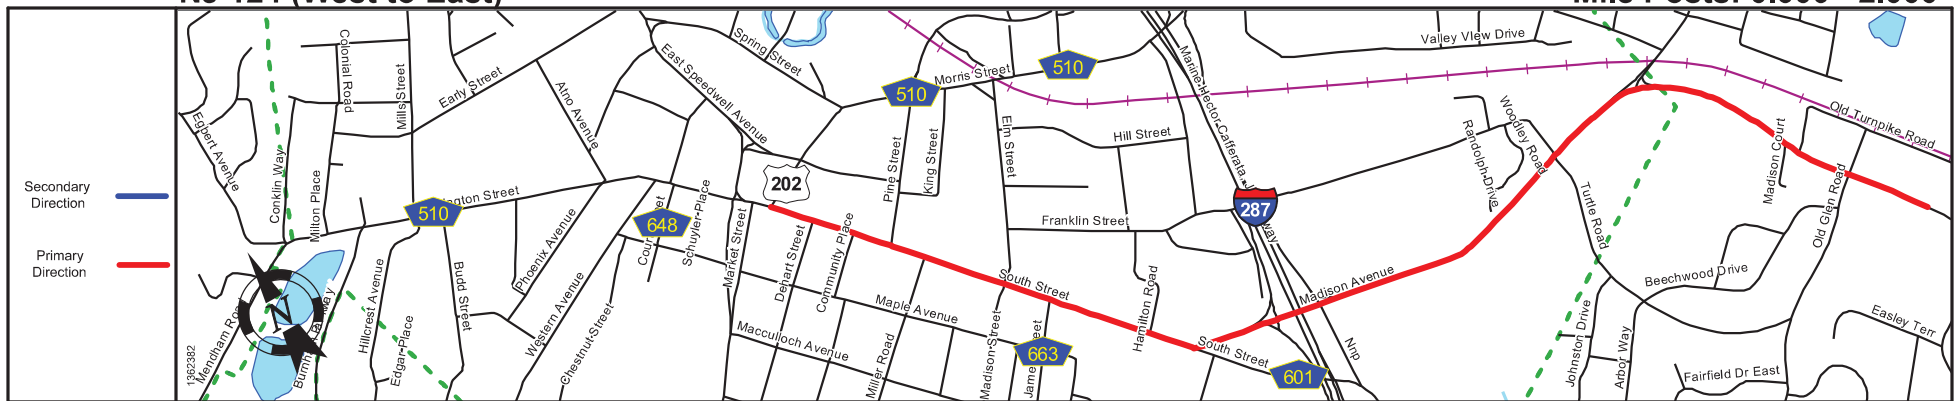 Secondary
Direction
Primary
Direction
Colonial Road
Mills Street
Early Street
Atno Avenue
East Speedwell Avenue
Spring Street
510
Morris Street
510
Marine Hector Cafferata
Valley View Drive
Old Turnpike Road
Egbert Avenue
Conklin Way
Milton Place
510
Phoenix Avenue
648
Schuyler Place
Market Street
202
Dehart Street
Community Place
Pine Street
King Street
Elm Street
Hill Street
Franklin Street
287
Randolph Drive
Woodley Road
Turtle Road
Madison Court
Old Glen Road
Mendham
1362382
Hillcrest Avenue
Edgar Place
Budd Street
Western Avenue
Chestnut Street
Macculloch Avenue
Maple Avenue
Miller Road
Madison Street
South Street
663
Hamilton Road
South Street
601
Madison Avenue
Nnp
Beechwood Drive
Johnston Drive
Arbor Way
Fairfield Dr East
Easley Terr
N